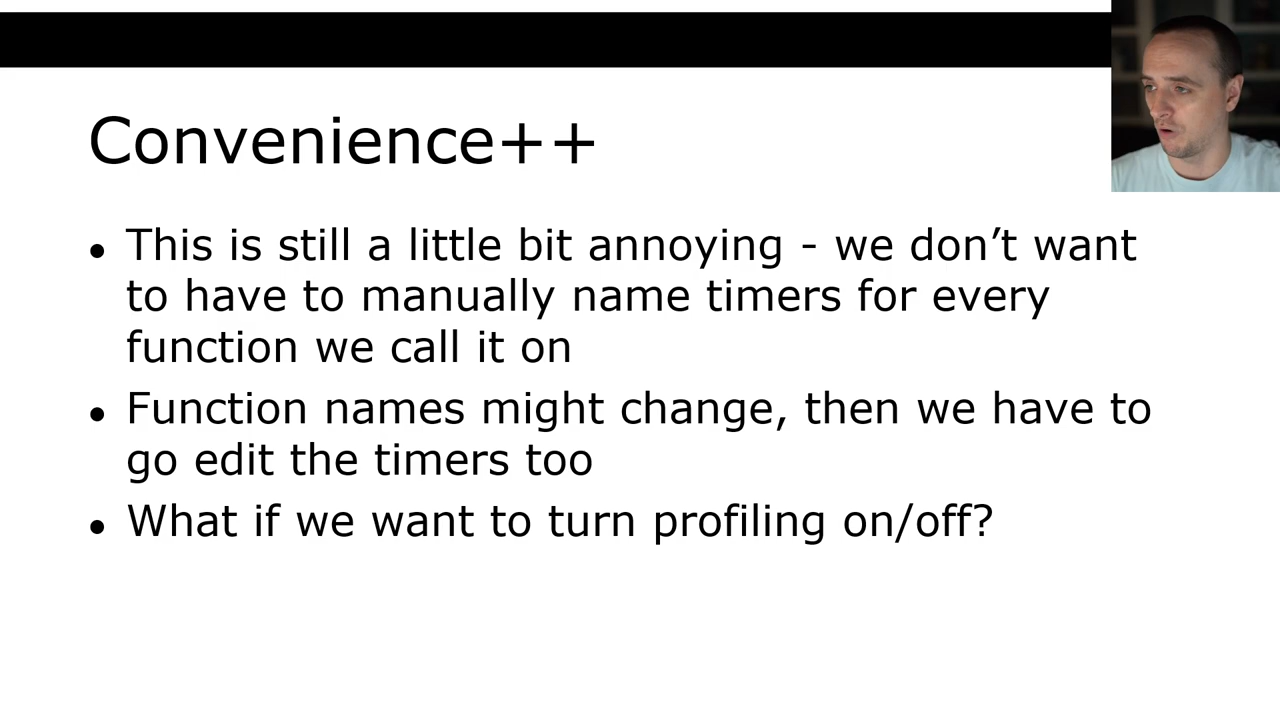 Convenience++
• This is still a little bit annoying - we don’t want
to have to manually name timers for every
function we call it on
• Function names might change, then we have to
go edit the timers too
• What if we want to turn profiling on/off?